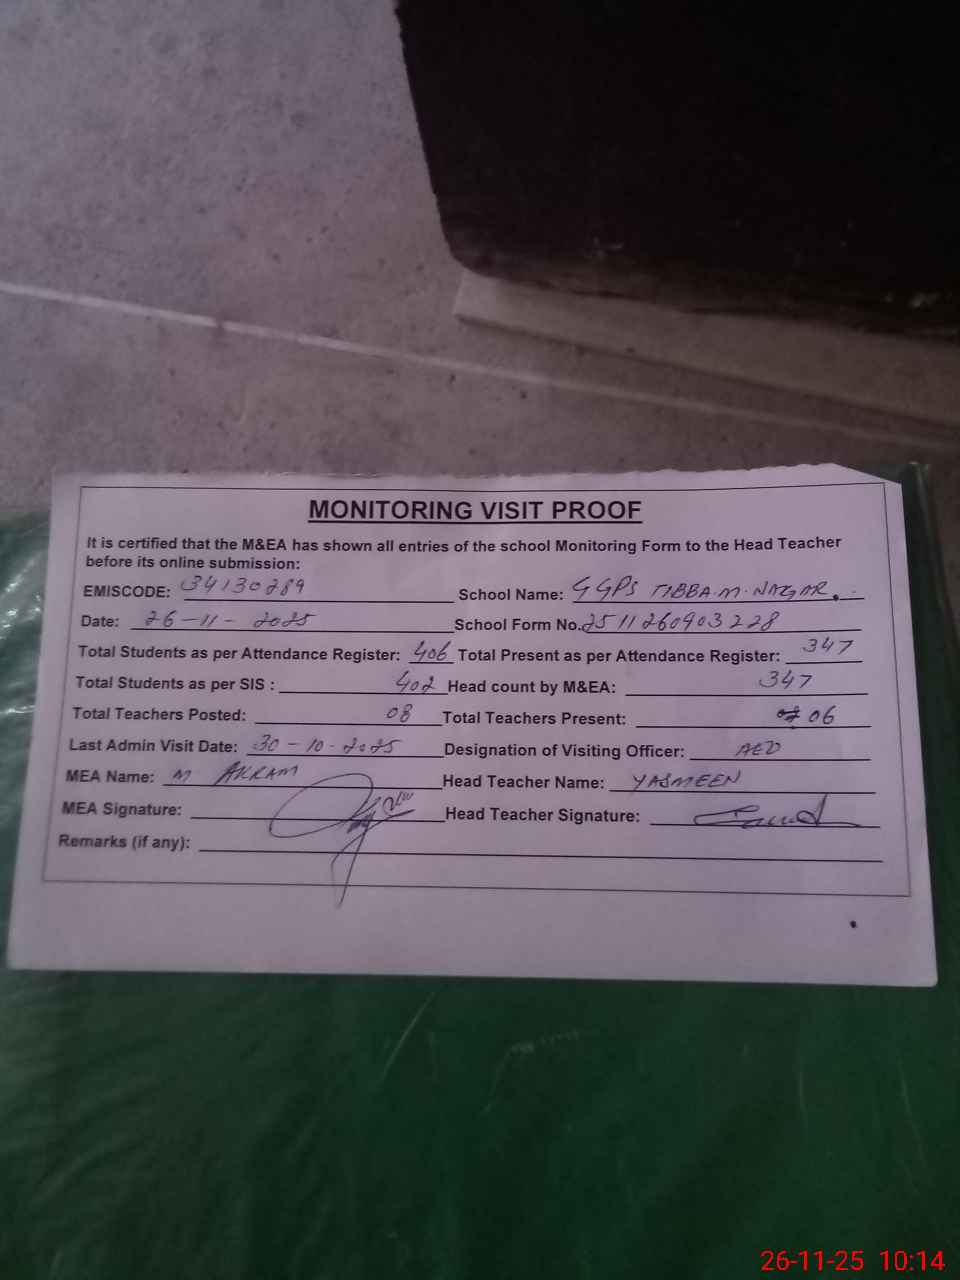 MONITORING VISIT PROOF
It is certified that the M&EA has shown all entries of the school Monitoring Form to the Head Teacher
before its online submission:
EMISCODE: 34130289 School Name: GGPS TIBBA.M.NAGAR.
Date: 26-11-2025 School Form No. 2511260903228
Total Students as per Attendance Register: 406 Total Present as per Attendance Register: 347
Total Students as per SIS : 402 Head count by M&EA: 347
Total Teachers Posted: 08 Total Teachers Present: 06
Last Admin Visit Date: 30-10-2025 Designation of Visiting Officer: AEO
MEA Name: M AKRAM Head Teacher Name: YASMEEN
MEA Signature: Head Teacher Signature:
Remarks (if any):
26-11-25 10:14